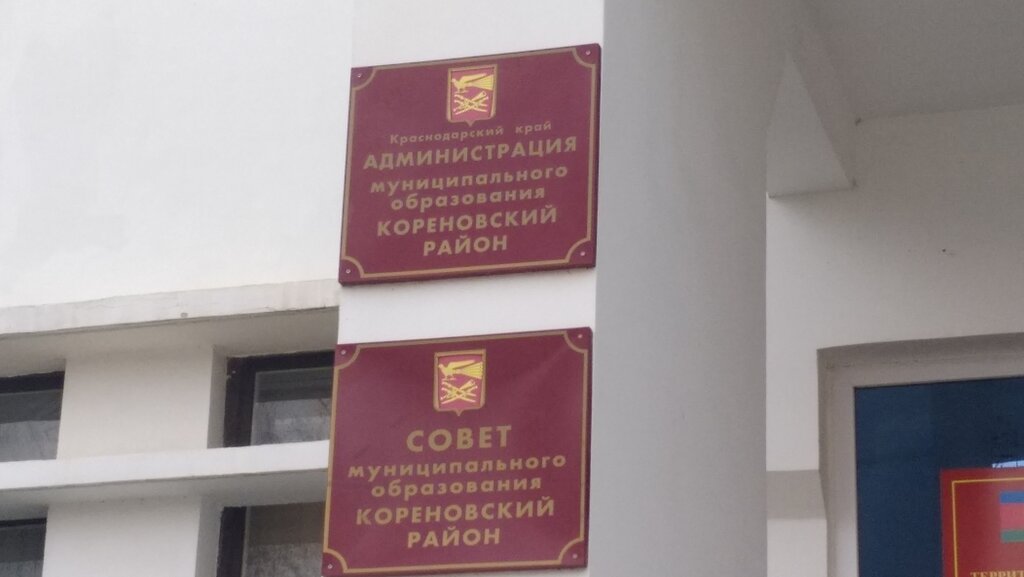 Краснодарский край
АДМИНИСТРАЦИЯ
муниципального
образования
КОРЕНОВСКИЙ
РАЙОН
СОВЕТ
муниципального
образования
КОРЕНОВСКИЙ
РАЙОН